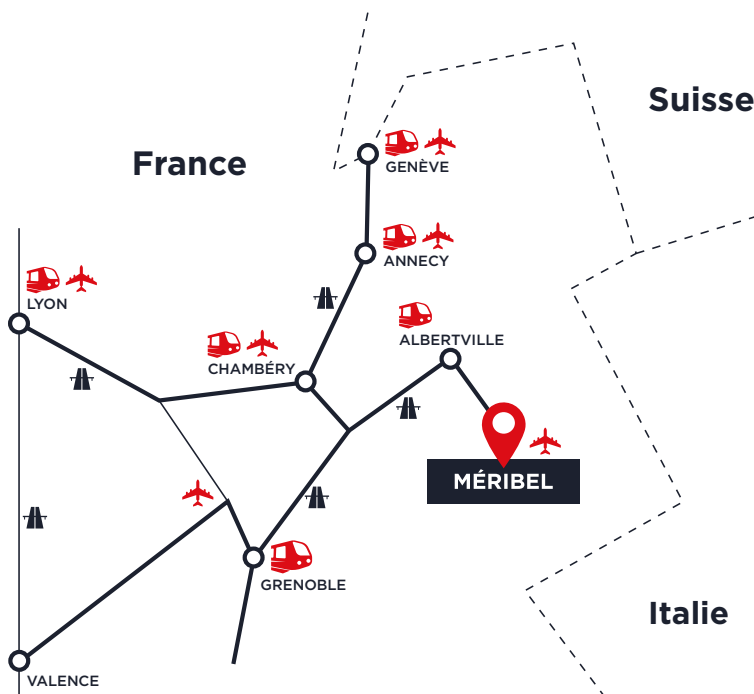 Suisse
France
GENÈVE
ANNECY
LYON
ALBERTVILLE
CHAMBÉRY
MÉRIBEL
GRENOBLE
Italie
VALENCE